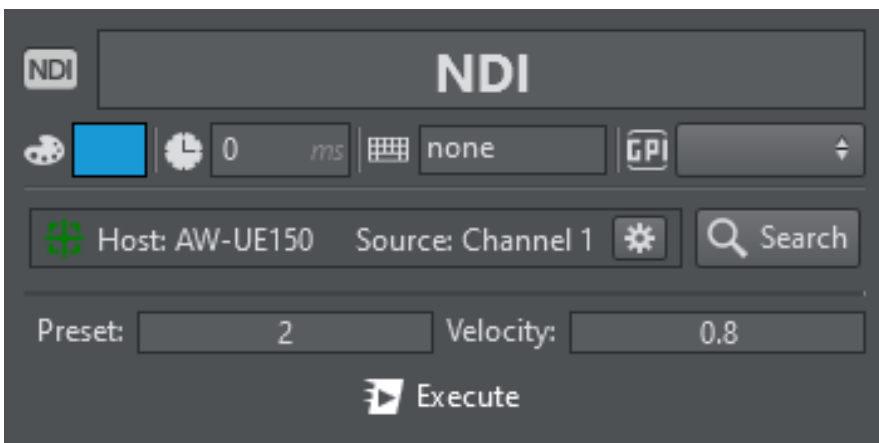 NDI NDI
0 ms none GPI
Host: AW-UE150 Source: Channel 1 Search
Preset: 2 Velocity: 0.8
Execute